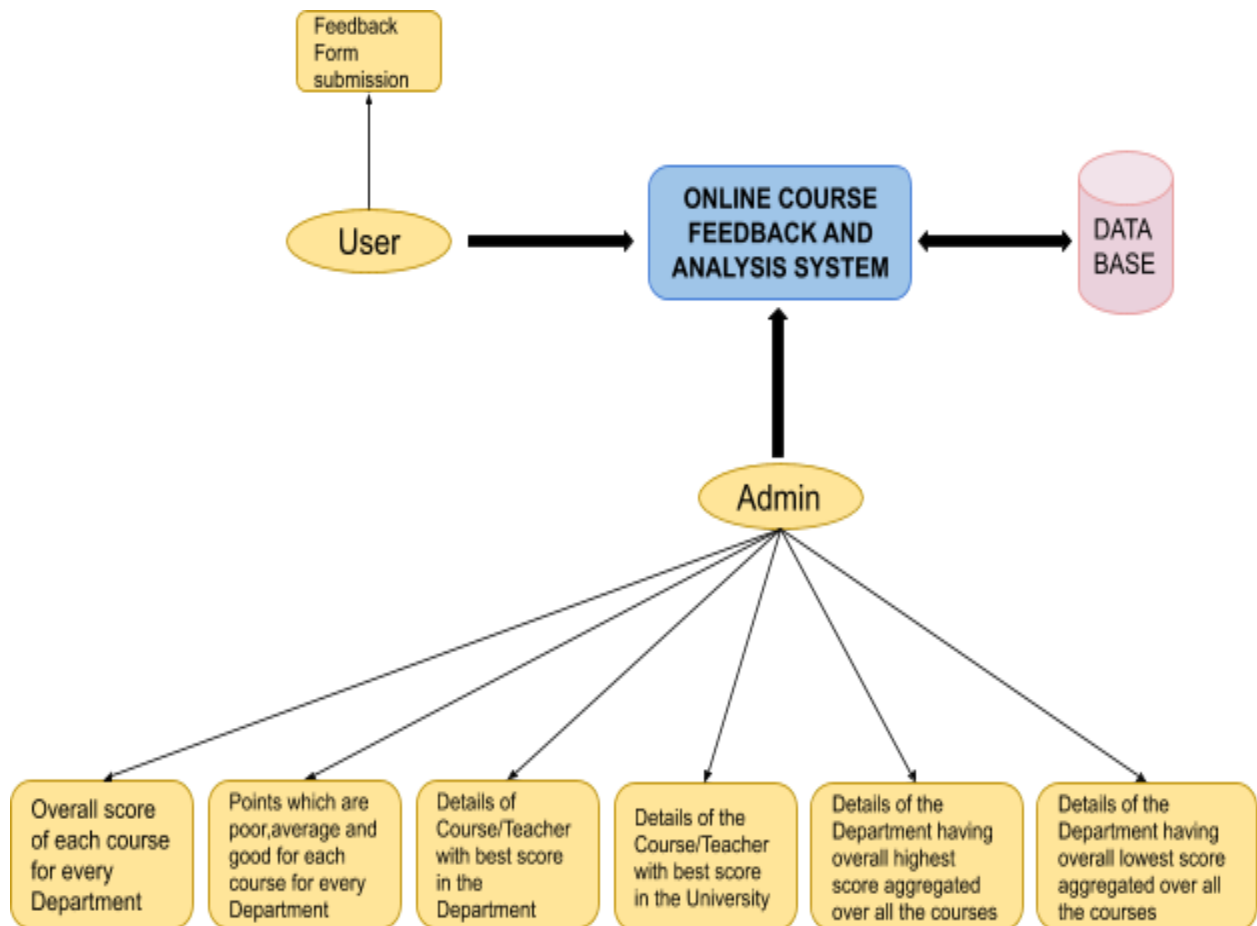 Feedback
Form
submission
User
ONLINE COURSE
FEEDBACK AND
ANALYSIS SYSTEM
DATA
BASE
Admin
Overall score
of each course
for every
Department
Points which are
poor,average and
good for each
course for every
Department
Details of
Course/Teacher
with best score
in the
Department
Details of the
Course/Teacher
with best score
in the University
Details of the
Department having
overall highest
score aggregated
over all the courses
Details of the
Department having
overall lowest score
aggregated over all
the courses